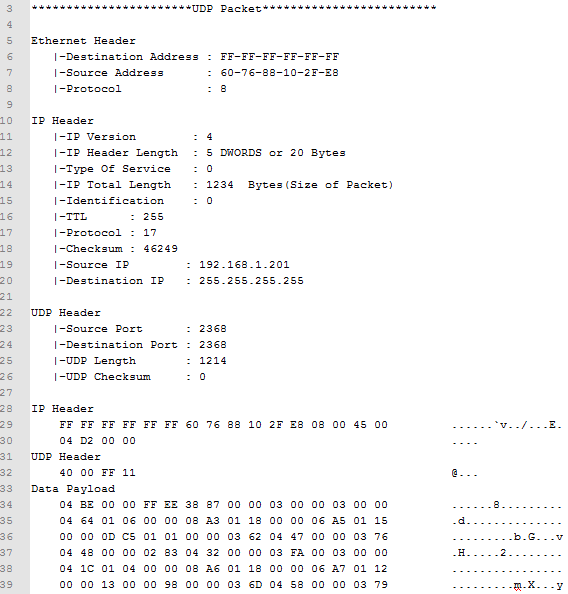 3 ***********************UDP Packet*************************
4
5 Ethernet Header
6 |-Destination Address : FF-FF-FF-FF-FF-FF
7 |-Source Address : 60-76-88-10-2F-E8
8 |-Protocol : 8
9
10 IP Header
11 |-IP Version : 4
12 |-IP Header Length : 5 DWORDS or 20 Bytes
13 |-Type Of Service : 0
14 |-IP Total Length : 1234 Bytes(Size of Packet)
15 |-Identification : 0
16 |-TTL : 255
17 |-Protocol : 17
18 |-Checksum : 46249
19 |-Source IP : 192.168.1.201
20 |-Destination IP : 255.255.255.255
21
22 UDP Header
23 |-Source Port : 2368
24 |-Destination Port : 2368
25 |-UDP Length : 1214
26 |-UDP Checksum : 0
27
28 IP Header
29 FF FF FF FF FF FF 60 76 88 10 2F E8 08 00 45 00 ......`v../...E.
30 04 D2 00 00 ....
31 UDP Header
32 40 00 FF 11 @...
33 Data Payload
34 04 BE 00 00 FF EE 38 87 00 00 03 00 00 03 00 00 ......8.........
35 04 64 01 06 00 00 08 A3 01 18 00 00 06 A5 01 15 .d..............
36 00 00 0D C5 01 01 00 00 03 62 04 47 00 00 03 76 .........b.G...v
37 04 48 00 00 02 83 04 32 00 00 03 FA 00 03 00 00 .H.....2........
38 04 1C 01 04 00 00 08 A6 01 18 00 00 06 A7 01 12 ................
39 00 00 13 00 00 98 00 00 03 6D 04 58 00 00 03 79 .........m.X...y